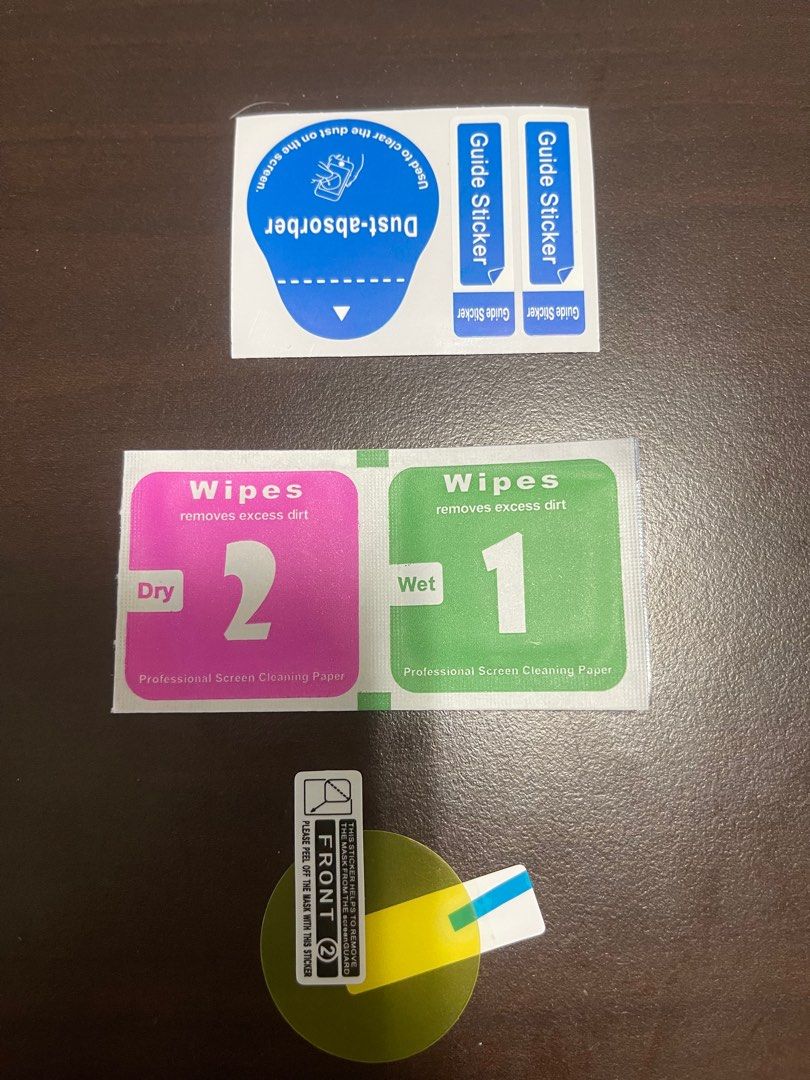 Used to clear the dust on the screen.
Dust-absorber
Guide Sticker
Guide Sticker
Guide Sticker
Guide Sticker
Wipes
removes excess dirt
Dry
2
Professional Screen Cleaning Paper
Wipes
removes excess dirt
Wet
1
Professional Screen Cleaning Paper
THIS STICKER HELPS TO REMOVE
THE MASK FROM THE screenGUARD
FRONT 2
PLEASE PEEL OFF THE MASK WITH THIS STICKER